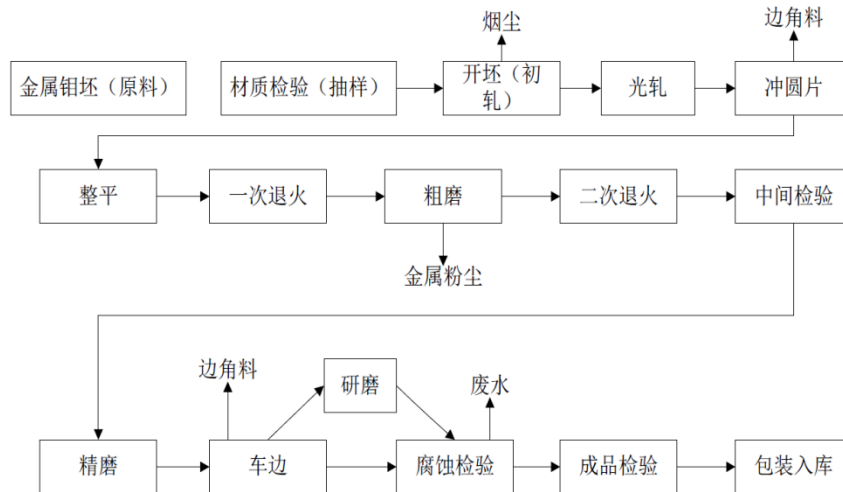 烟尘
边角料
金属钼坯（原料）
材质检验（抽样）
开坯（初
轧）
光轧
冲圆片
整平
一次退火
粗磨
二次退火
中间检验
金属粉尘
边角料
研磨
废水
精磨
车边
腐蚀检验
成品检验
包装入库